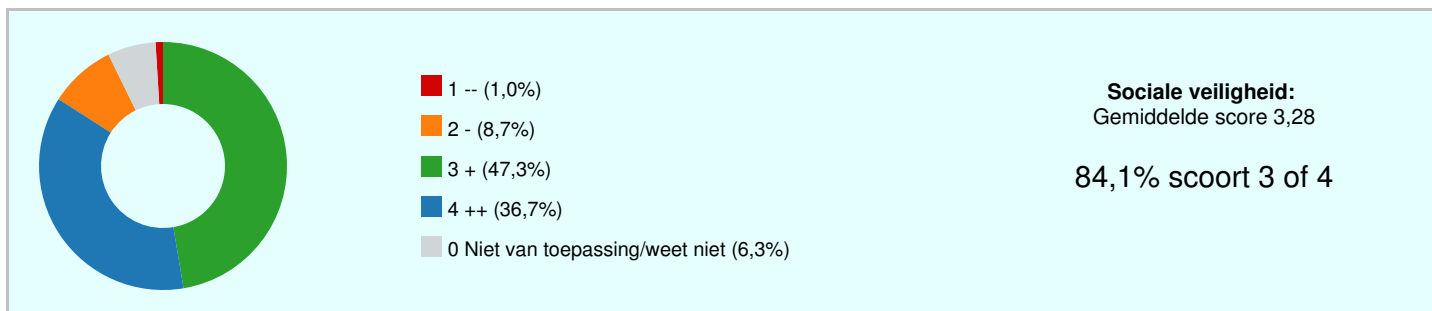 1 -- (1,0%)
2 - (8,7%)
3 + (47,3%)
4 ++ (36,7%)
0 Niet van toepassing/weet niet (6,3%)
Sociale veiligheid:
Gemiddelde score 3,28
84,1% scoort 3 of 4